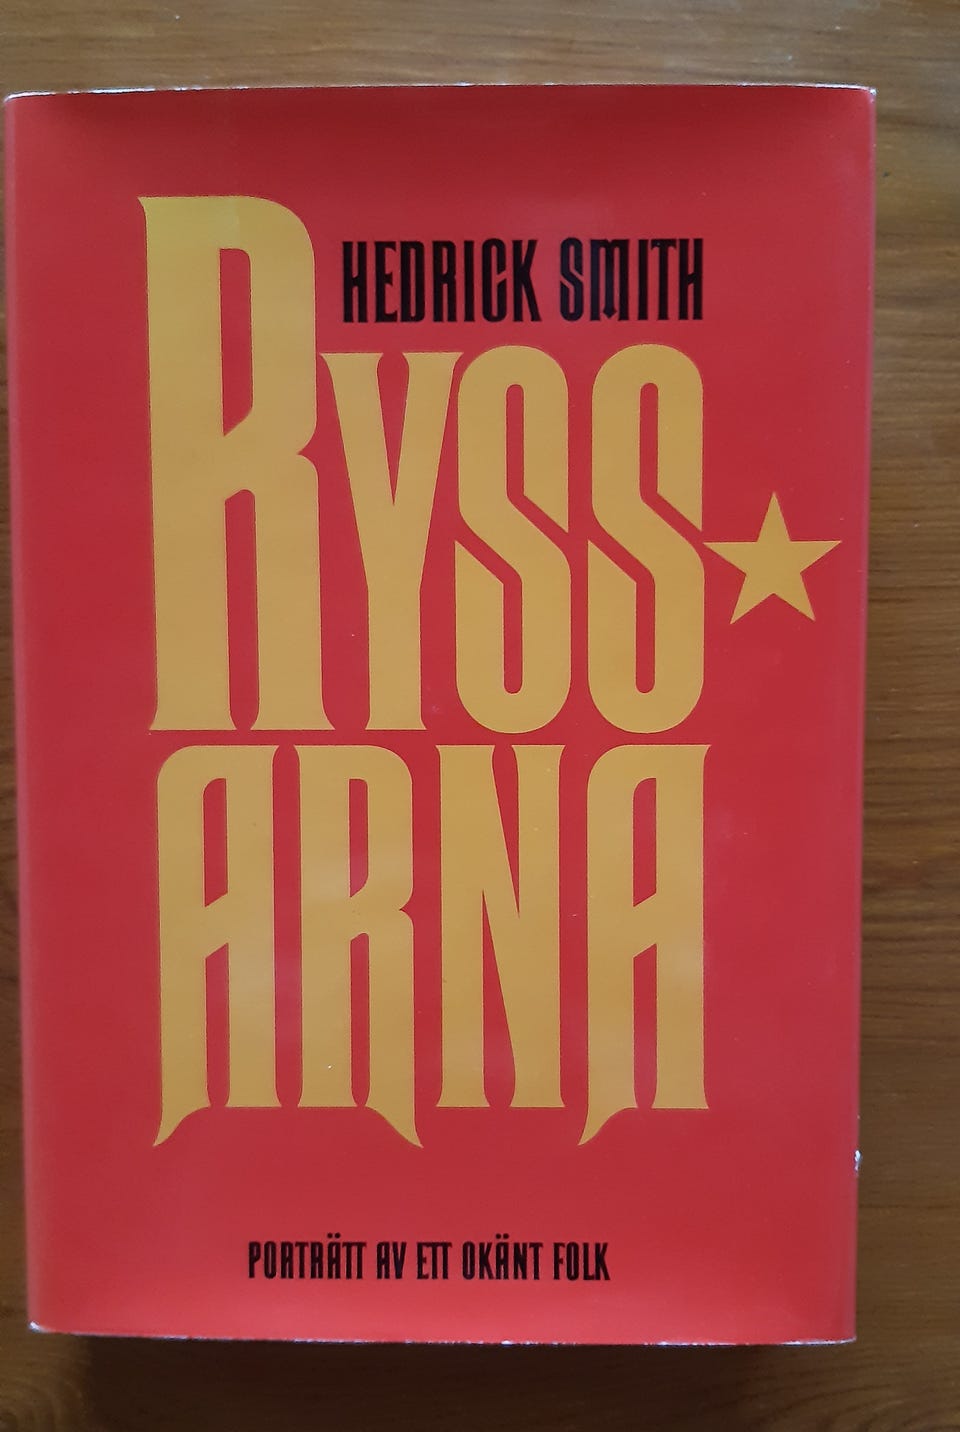 HEDRICK SMITH
RYSS
ARNA
PORTRÄTT AV ETT OKÄNT FOLK